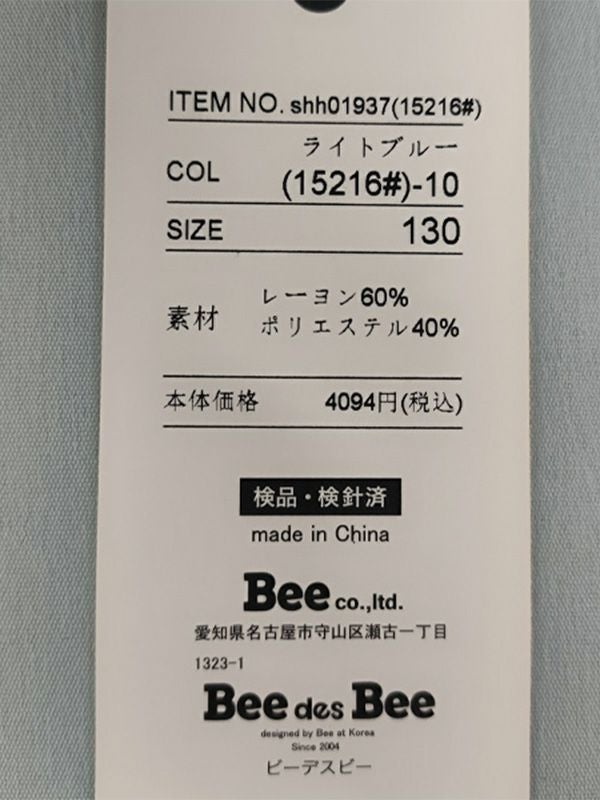 ITEM NO. shh01937(15216#)
ライトブルー
COL (15216#)-10
SIZE 130
レーヨン60%
素材
ポリエステル40%
本体価格 4094円(税込)
検品・検針済
made in China
Bee co.,ltd.
愛知県名古屋市守山区瀬古一丁目
1323-1
Bee des Bee
designed by Bee at Korea
Since 2004
ビーデスビー